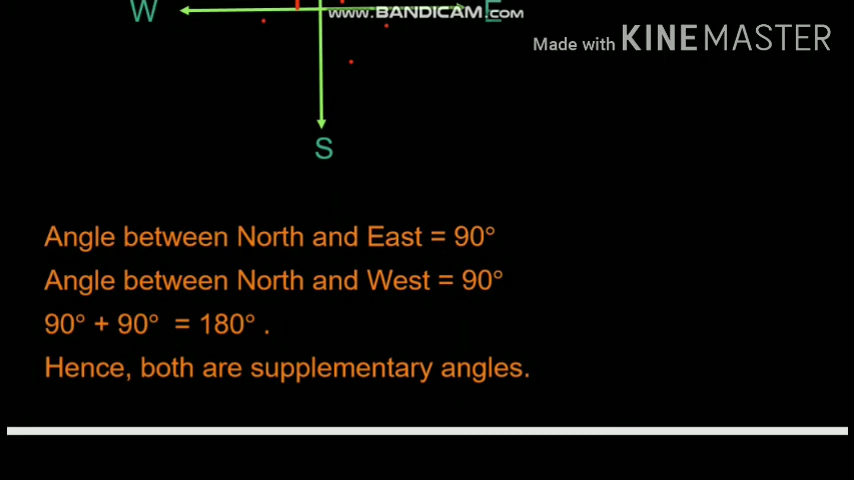 W
E
www.BANDICAM.COM
Made with KINEMASTER
S
Angle between North and East = 90°
Angle between North and West = 90°
90° + 90° = 180° .
Hence, both are supplementary angles.